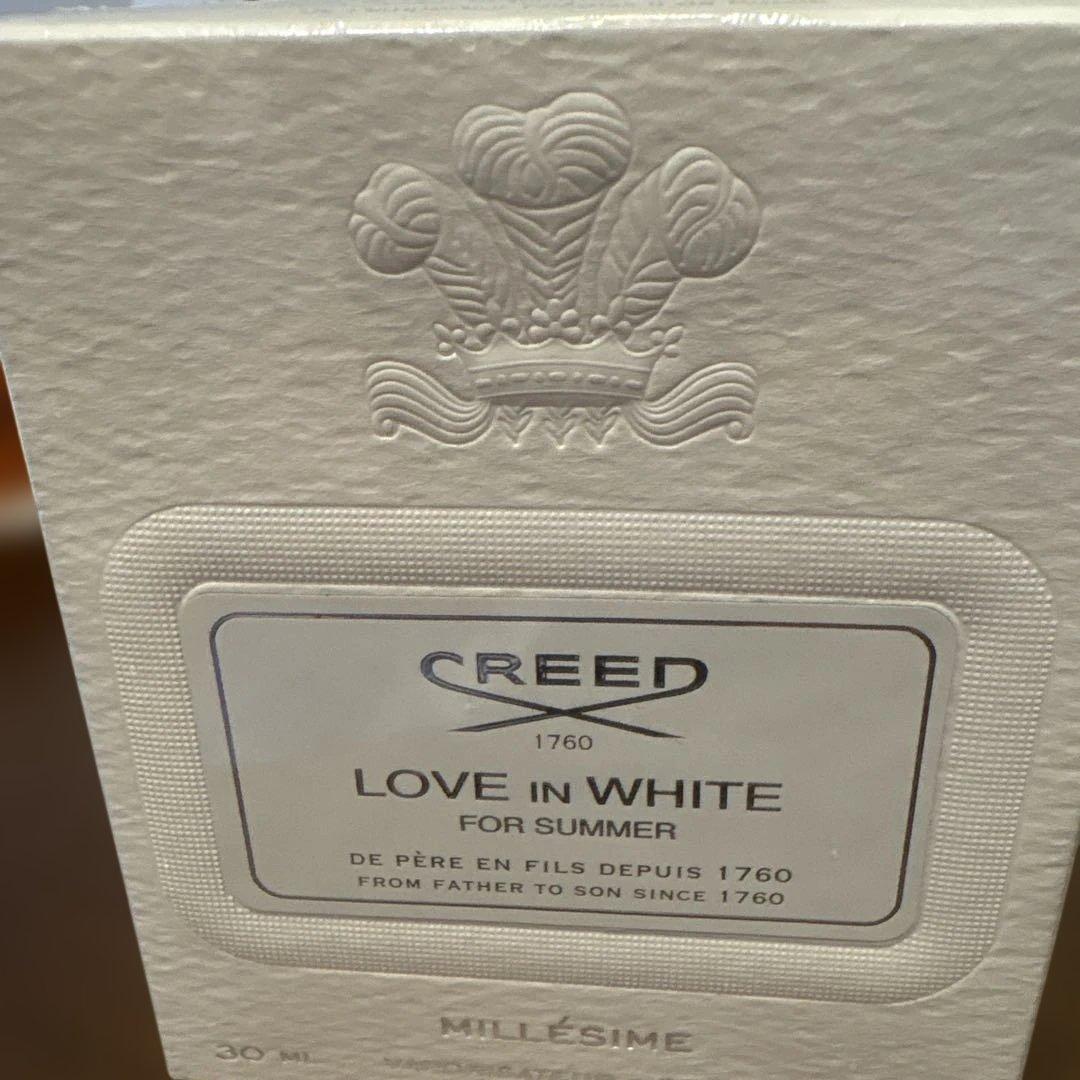 CREED
1760
LOVE IN WHITE
FOR SUMMER
DE PÈRE EN FILS DEPUIS 1760
FROM FATHER TO SON SINCE 1760
MILLÉSIME
30 ML